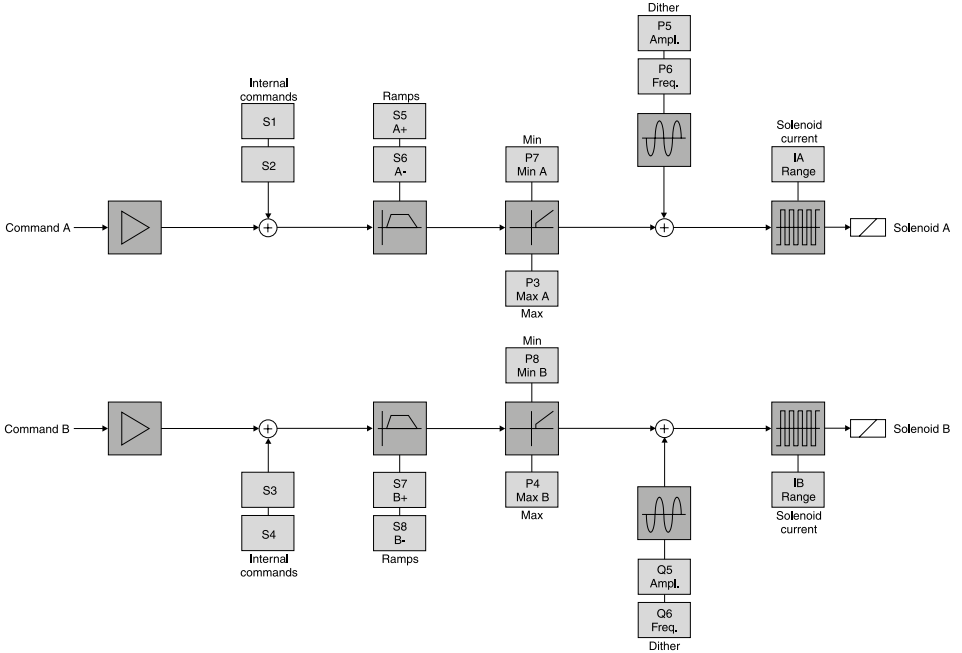 Dither
P5
Ampl.
P6
Freq.
Internal
commands
S1
S2
Ramps
S5
A+
S6
A-
Min
P7
Min A
Solenoid
current
IA
Range
Command A
Solenoid A
P3
Max A
Max
Min
P8
Min B
Command B
Solenoid B
S3
S4
Internal
commands
S7
B+
S8
B-
Ramps
P4
Max B
Max
IB
Range
Solenoid
current
Q5
Ampl.
Q6
Freq.
Dither